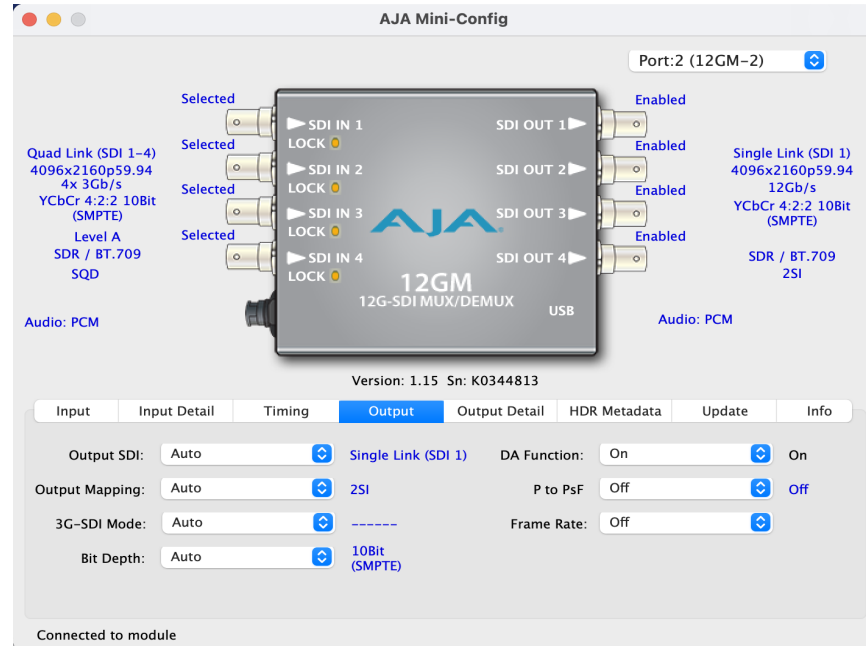 AJA Mini-Config
Port:2 (12GM-2)
Selected
Selected
Selected
Selected
Quad Link (SDI 1-4)
4096x2160p59.94
4x 3Gb/s
YCbCr 4:2:2 10Bit
(SMPTE)
Level A
SDR / BT.709
SQD
Audio: PCM
SDI IN 1
LOCK
SDI IN 2
LOCK
SDI IN 3
LOCK
SDI IN 4
LOCK
SDI OUT 1
SDI OUT 2
SDI OUT 3
SDI OUT 4
AJA
12GM
12G-SDI MUX/DEMUX
USB
Enabled
Enabled
Enabled
Enabled
Single Link (SDI 1)
4096x2160p59.94
12Gb/s
YCbCr 4:2:2 10Bit
(SMPTE)
SDR / BT.709
2SI
Audio: PCM
Version: 1.15 Sn: K0344813
Input Input Detail Timing Output Output Detail HDR Metadata Update Info
Output SDI: Auto Single Link (SDI 1) DA Function: On On
Output Mapping: Auto 2SI P to PsF Off Off
3G-SDI Mode: Auto ------ Frame Rate: Off
Bit Depth: Auto 10Bit
(SMPTE)
Connected to module